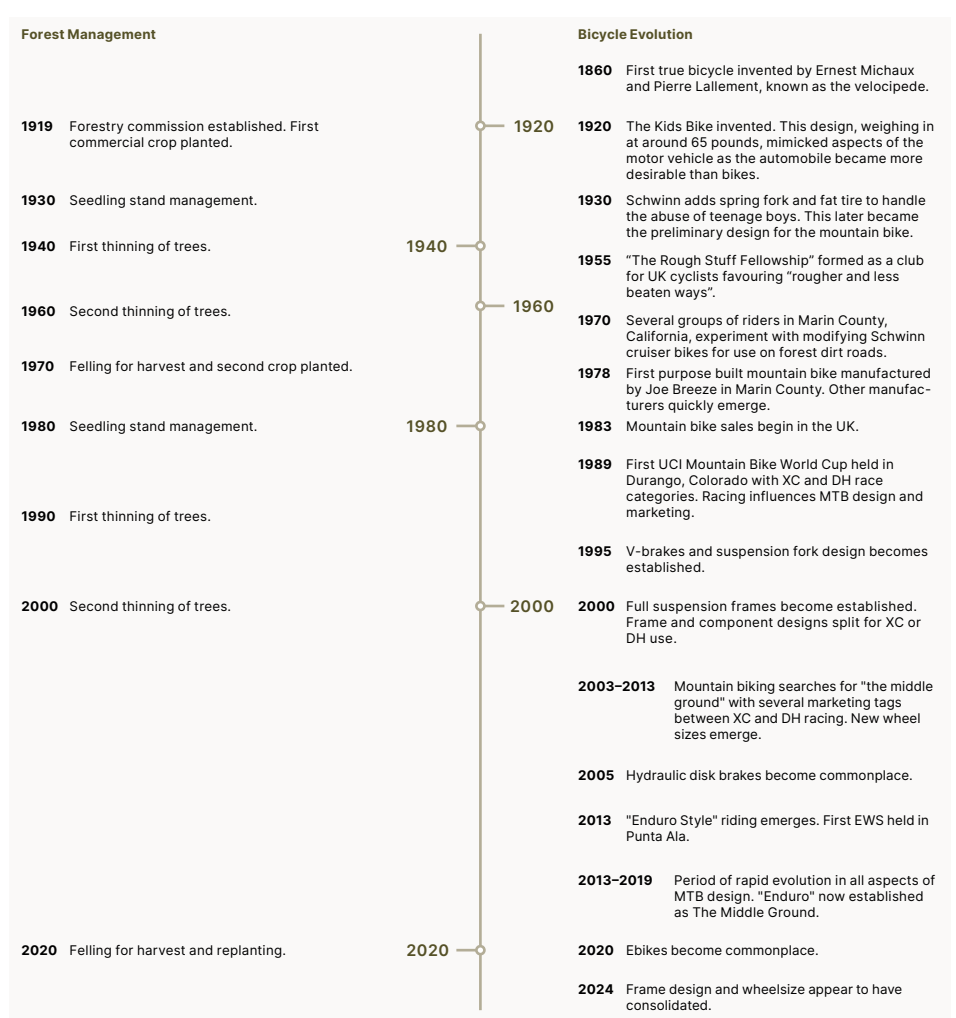 Forest Management
1919 Forestry commission established. First
commercial crop planted.
1930 Seedling stand management.
1940 First thinning of trees.
1960 Second thinning of trees.
1970 Felling for harvest and second crop planted.
1980 Seedling stand management.
1990 First thinning of trees.
2000 Second thinning of trees.
2020 Felling for harvest and replanting.
1920
1940
1960
1980
2000
2020
Bicycle Evolution
1860 First true bicycle invented by Ernest Michaux
and Pierre Lallement, known as the velocipede.
1920 The Kids Bike invented. This design, weighing in
at around 65 pounds, mimicked aspects of the
motor vehicle as the automobile became more
desirable than bikes.
1930 Schwinn adds spring fork and fat tire to handle
the abuse of teenage boys. This later became
the preliminary design for the mountain bike.
1955 “The Rough Stuff Fellowship” formed as a club
for UK cyclists favouring “rougher and less
beaten ways”.
1970 Several groups of riders in Marin County,
California, experiment with modifying Schwinn
cruiser bikes for use on forest dirt roads.
1978 First purpose built mountain bike manufactured
by Joe Breeze in Marin County. Other manufac-
turers quickly emerge.
1983 Mountain bike sales begin in the UK.
1989 First UCI Mountain Bike World Cup held in
Durango, Colorado with XC and DH race
categories. Racing influences MTB design and
marketing.
1995 V-brakes and suspension fork design becomes
established.
2000 Full suspension frames become established.
Frame and component designs split for XC or
DH use.
2003–2013 Mountain biking searches for "the middle
ground" with several marketing tags
between XC and DH racing. New wheel
sizes emerge.
2005 Hydraulic disk brakes become commonplace.
2013 "Enduro Style" riding emerges. First EWS held in
Punta Ala.
2013–2019 Period of rapid evolution in all aspects of
MTB design. "Enduro" now established
as The Middle Ground.
2020 Ebikes become commonplace.
2024 Frame design and wheelsize appear to have
consolidated.